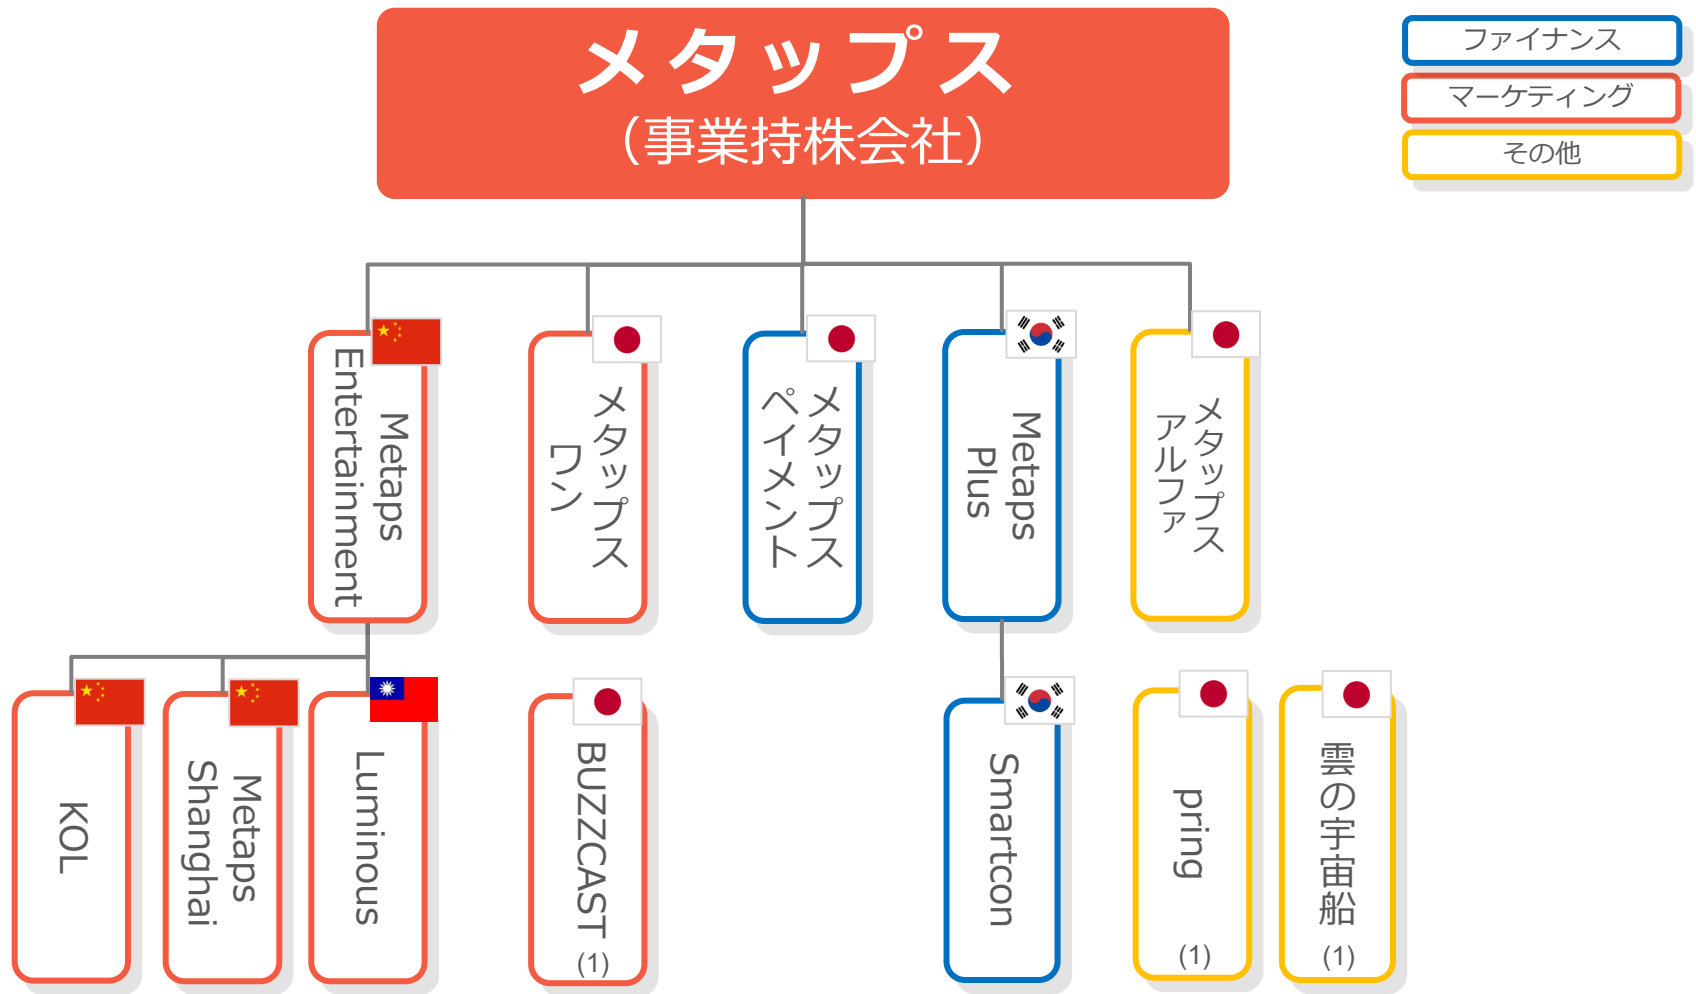 メタップス
（事業持株会社）
ファイナンス
マーケティング
その他
Metaps
Entertainment
メタップス
ワン
メタップス
ペイメント
Metaps
Plus
メタップス
アルファ
KOL
Metaps
Shanghai
Luminous
BUZZCAST (1)
Smartcon
pring (1)
雲の宇宙船 (1)